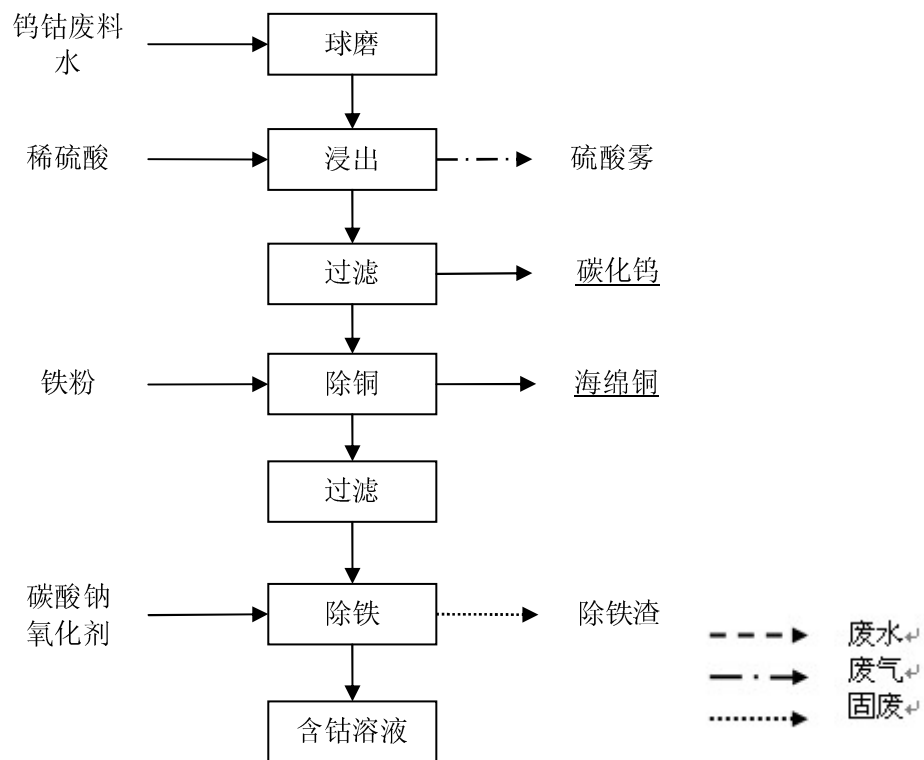 钨钴废料
水
球磨
稀硫酸
浸出
硫酸雾
过滤
碳化钨
铁粉
除铜
海绵铜
过滤
碳酸钠
氧化剂
除铁
除铁渣
含钴溶液
废水↵
废气↵
固废↵